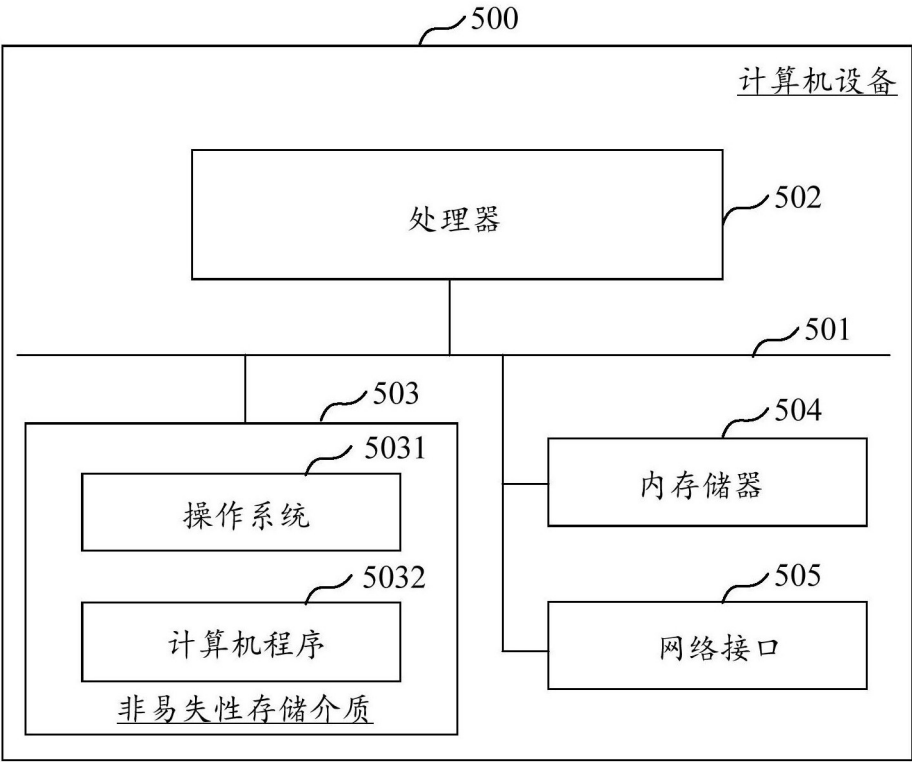 500
计算机设备
502
处理器
501
503
504
5031
操作系统
内存储器
5032
505
计算机程序
网络接口
非易失性存储介质